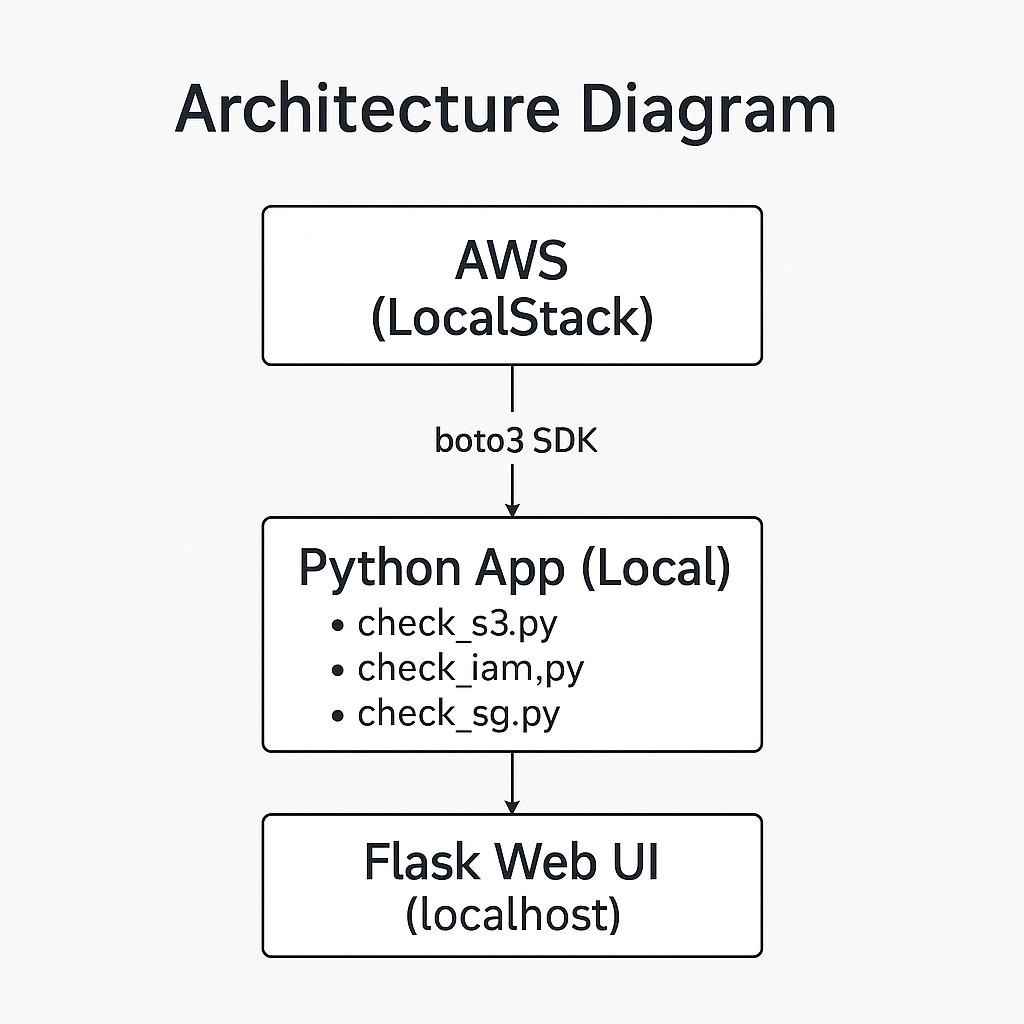 Architecture Diagram
AWS
(LocalStack)
boto3 SDK
Python App (Local)
• check_s3.py
• check_iam,py
• check_sg.py
Flask Web UI
(localhost)